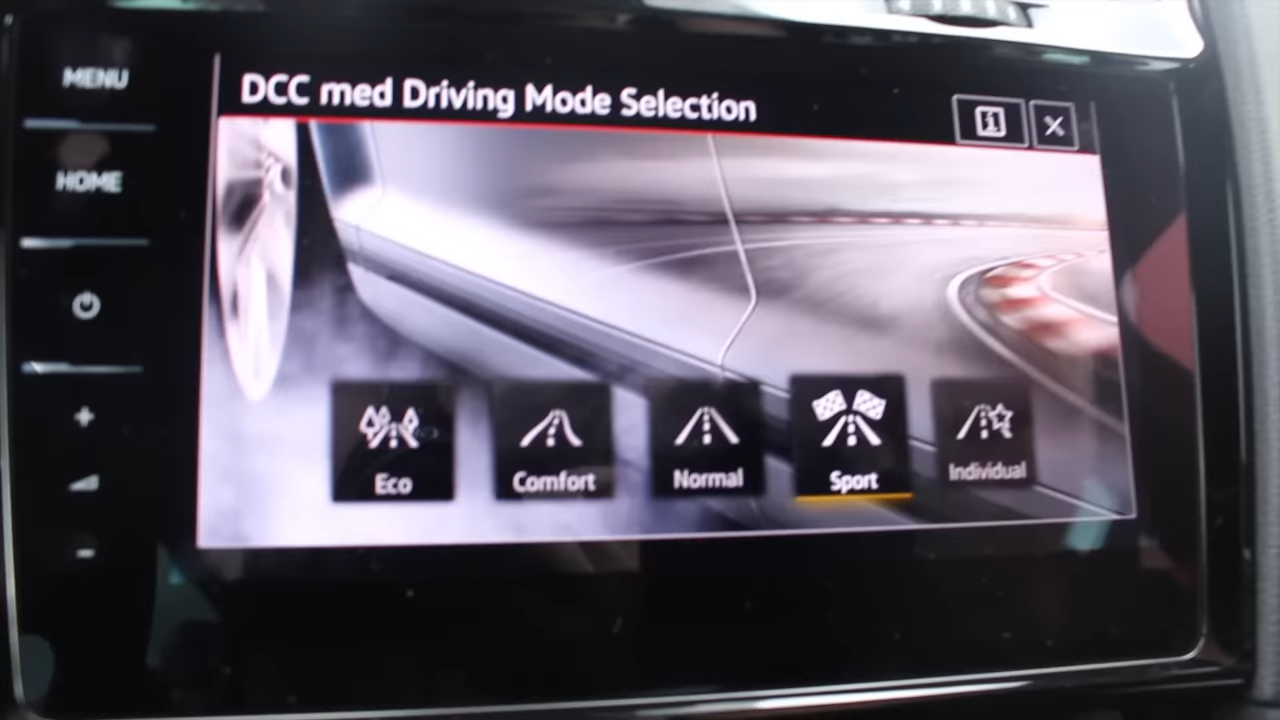 MENU
HOME
DCC med Driving Mode Selection
Eco
Comfort
Normal
Sport
Individual